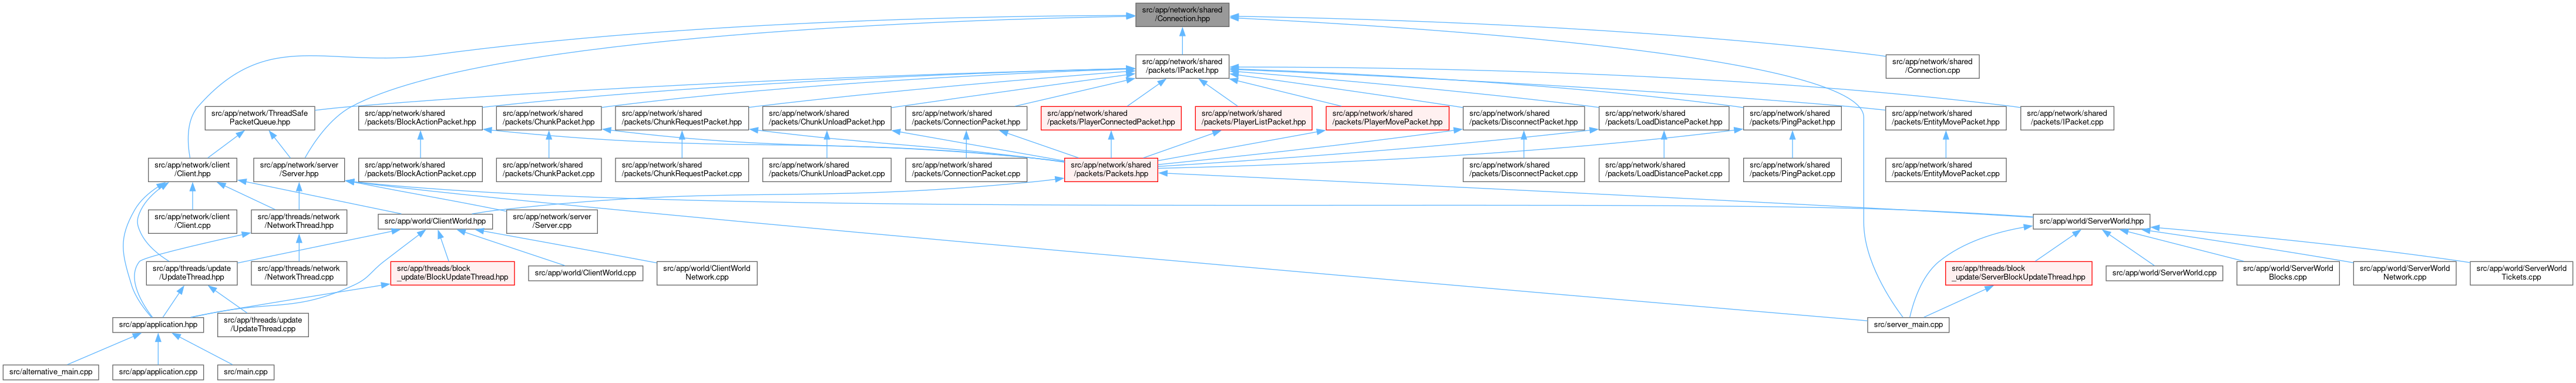 src/app/network/shared
/Connection.hpp
src/app/network/shared
/packets/IPacket.hpp
src/app/network/shared
/Connection.cpp
src/app/network/ThreadSafe
PacketQueue.hpp
src/app/network/shared
/packets/BlockActionPacket.hpp
src/app/network/shared
/packets/ChunkPacket.hpp
src/app/network/shared
/packets/ChunkRequestPacket.hpp
src/app/network/shared
/packets/ChunkUnloadPacket.hpp
src/app/network/shared
/packets/ConnectionPacket.hpp
src/app/network/shared
/packets/PlayerConnectedPacket.hpp
src/app/network/shared
/packets/PlayerListPacket.hpp
src/app/network/shared
/packets/PlayerMovePacket.hpp
src/app/network/shared
/packets/DisconnectPacket.hpp
src/app/network/shared
/packets/LoadDistancePacket.hpp
src/app/network/shared
/packets/PingPacket.hpp
src/app/network/shared
/packets/EntityMovePacket.hpp
src/app/network/shared
/packets/IPacket.cpp
src/app/network/client
/Client.hpp
src/app/network/server
/Server.hpp
src/app/network/shared
/packets/BlockActionPacket.cpp
src/app/network/shared
/packets/ChunkPacket.cpp
src/app/network/shared
/packets/ChunkRequestPacket.cpp
src/app/network/shared
/packets/ChunkUnloadPacket.cpp
src/app/network/shared
/packets/ConnectionPacket.cpp
src/app/network/shared
/packets/Packets.hpp
src/app/network/shared
/packets/DisconnectPacket.cpp
src/app/network/shared
/packets/LoadDistancePacket.cpp
src/app/network/shared
/packets/PingPacket.cpp
src/app/network/shared
/packets/EntityMovePacket.cpp
src/app/network/client
/Client.cpp
src/app/threads/network
/NetworkThread.hpp
src/app/world/ClientWorld.hpp
src/app/network/server
/Server.cpp
src/app/world/ServerWorld.hpp
src/app/threads/update
/UpdateThread.hpp
src/app/threads/network
/NetworkThread.cpp
src/app/threads/block
_update/BlockUpdateThread.hpp
src/app/world/ClientWorld.cpp
src/app/world/ClientWorld
Network.cpp
src/app/threads/block
_update/ServerBlockUpdateThread.hpp
src/app/world/ServerWorld.cpp
src/app/world/ServerWorld
Blocks.cpp
src/app/world/ServerWorld
Network.cpp
src/app/world/ServerWorld
Tickets.cpp
src/app/application.hpp
src/app/threads/update
/UpdateThread.cpp
src/server_main.cpp
src/alternative_main.cpp
src/app/application.cpp
src/main.cpp